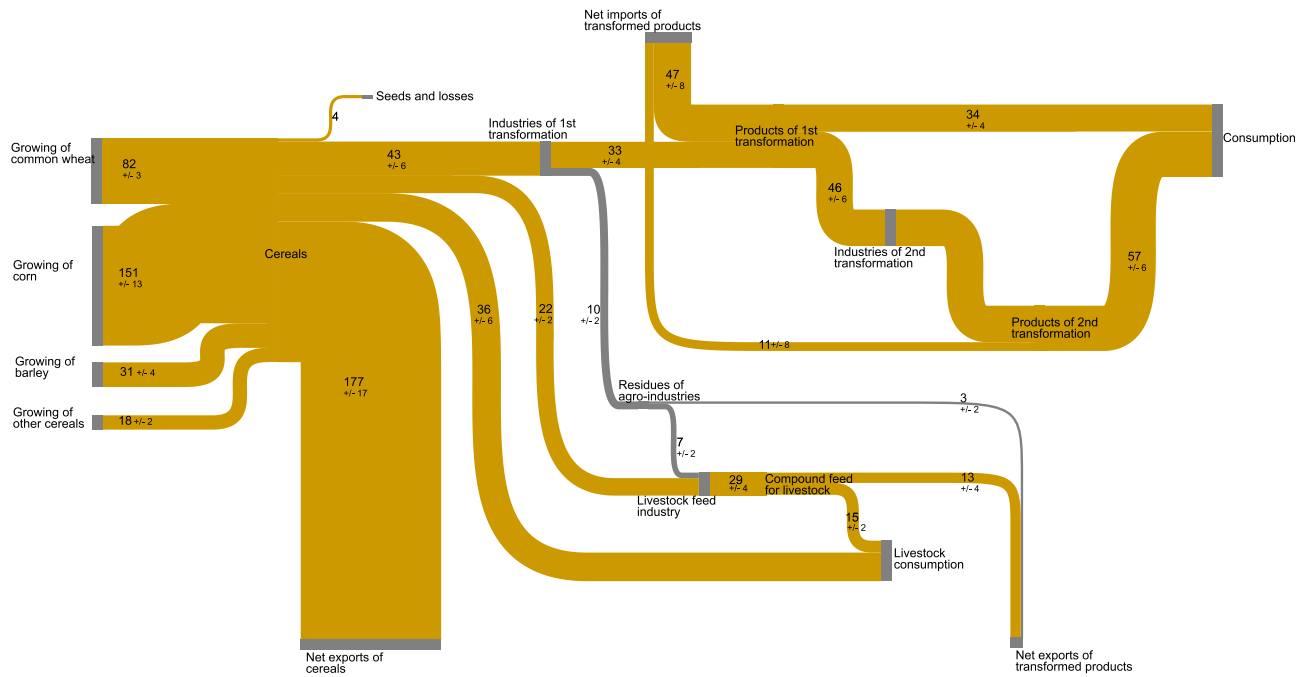 Net imports of
transformed products
47
+/- 8
Seeds and losses
4
34
+/- 4
Industries of 1st
transformation
Products of 1st
transformation
Consumption
Growing of
common wheat
82
+/- 3
43
+/- 6
33
+/- 4
46
+/- 6
Industries of 2nd
transformation
Cereals
57
+/- 6
Growing of
corn
151
+/- 13
36
+/- 6
22
+/- 2
10
+/- 2
Products of 2nd
transformation
11 +/- 8
Growing of
barley
31 +/- 4
177
+/- 17
Residues of
agro-industries
3
+/- 2
Growing of
other cereals
18 +/- 2
7
+/- 2
29
+/- 4
Compound feed
for livestock
13
+/- 4
Livestock feed
industry
15
+/- 2
Livestock
consumption
Net exports of
cereals
Net exports of
transformed products